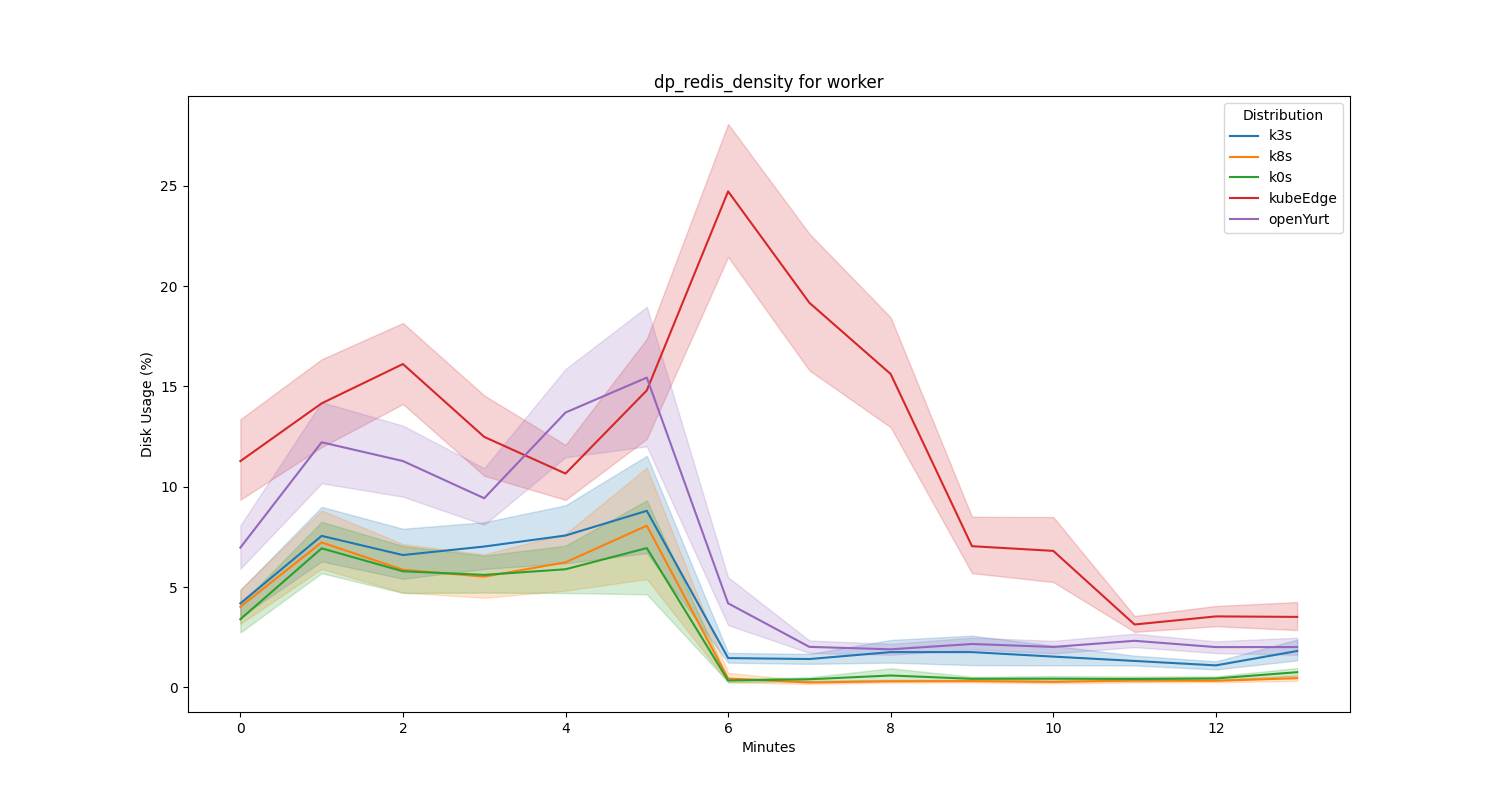 dp_redis_density for worker
Distribution
k3s
k8s
k0s
kubeEdge
openYurt
Disk Usage (%)
25
20
15
10
5
0
0 2 4 6 8 10 12
Minutes